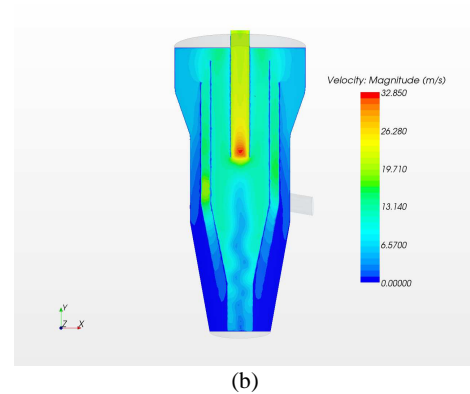 Velocity: Magnitude (m/s)
32.850
26.280
19.710
13.140
6.5700
0.00000
Y
Z X
(b)